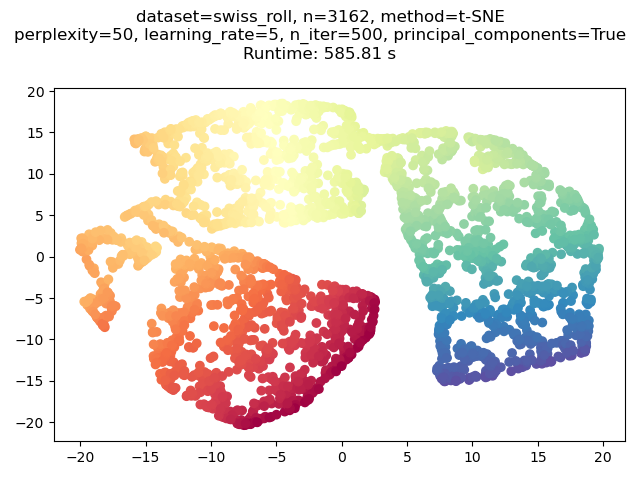 dataset=swiss_roll, n=3162, method=t-SNE
perplexity=50, learning_rate=5, n_iter=500, principal_components=True
Runtime: 585.81 s
20
15
10
5
0
−5
−10
−15
−20
−20 −15 −10 −5 0 5 10 15 20